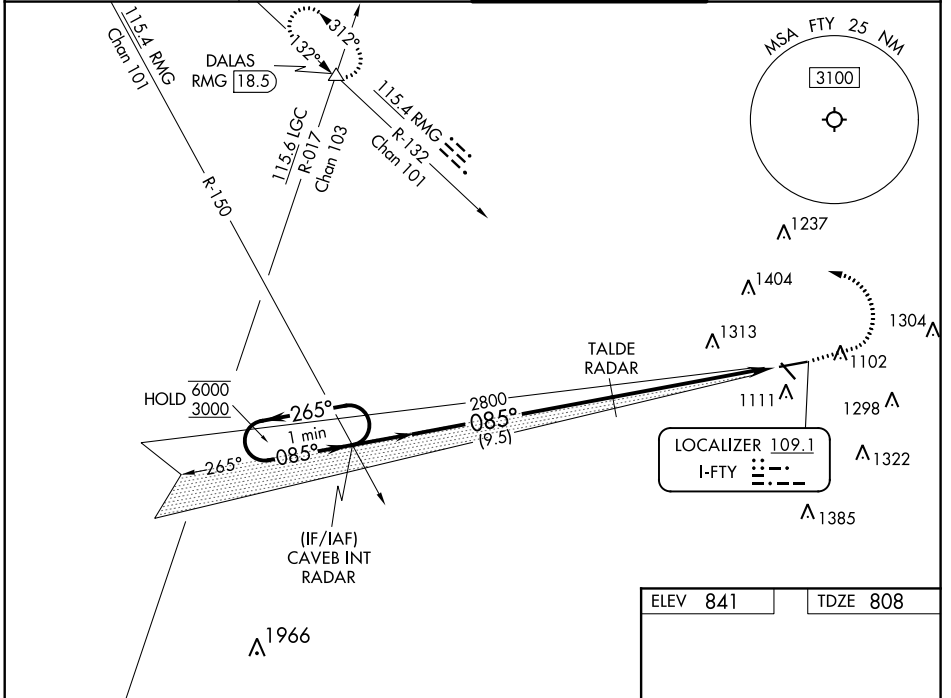 115.4 RMG
Chan 101
DALAS
RMG 18.5
312°
132°
115.6 LGC
R-017
Chan 103
115.4 RMG
R-132
Chan 101
MSA FTY 25 NM
3100
R-150
1237
1404
1313
1304
1102
TALDE
RADAR
HOLD 6000
3000
265°
1 min
085°
2800
085°
(9.5)
265°
1111
1298
LOCALIZER 109.1
I-FTY
1322
1385
(IF/IAF)
CAVEB INT
RADAR
1966
ELEV 841
TDZE 808